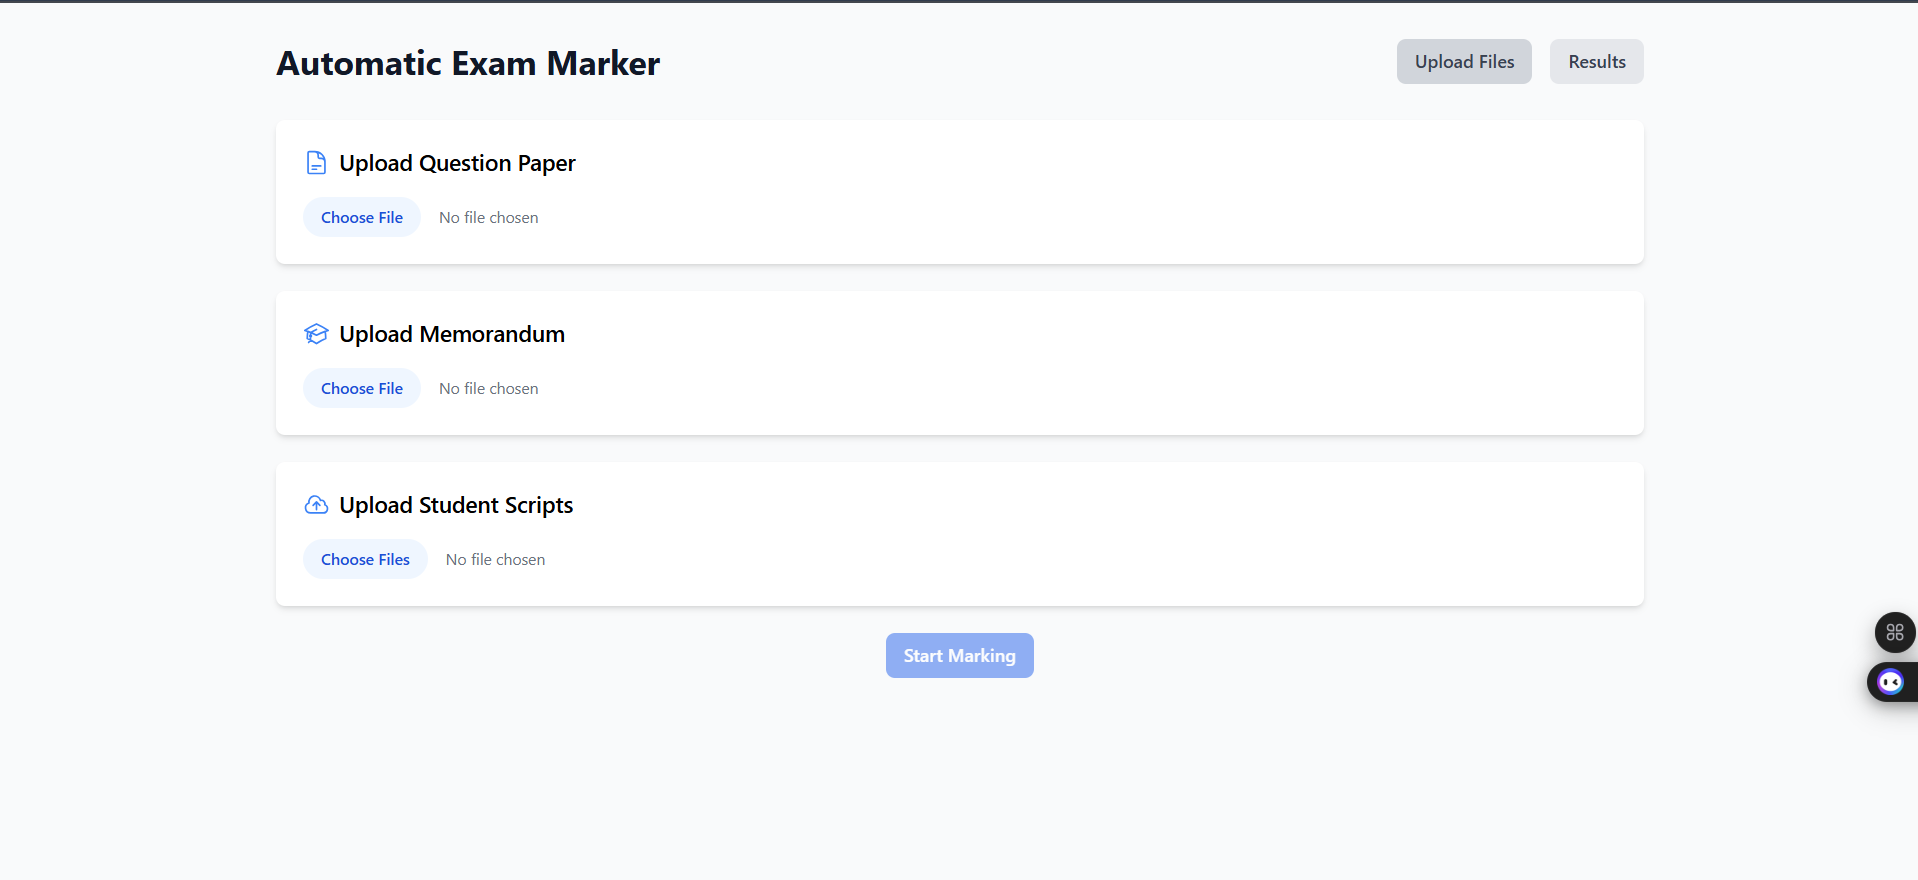 Automatic Exam Marker
Upload Files
Results
Upload Question Paper
Choose File No file chosen
Upload Memorandum
Choose File No file chosen
Upload Student Scripts
Choose Files No file chosen
Start Marking